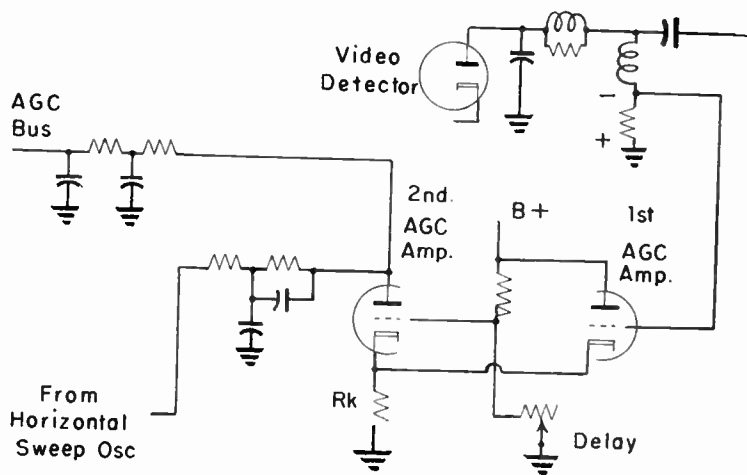 Video
Detector
AGC
Bus
−
+
2nd.
AGC
Amp.
B+
1st
AGC
Amp.
From
Horizontal
Sweep Osc
Rk
Delay